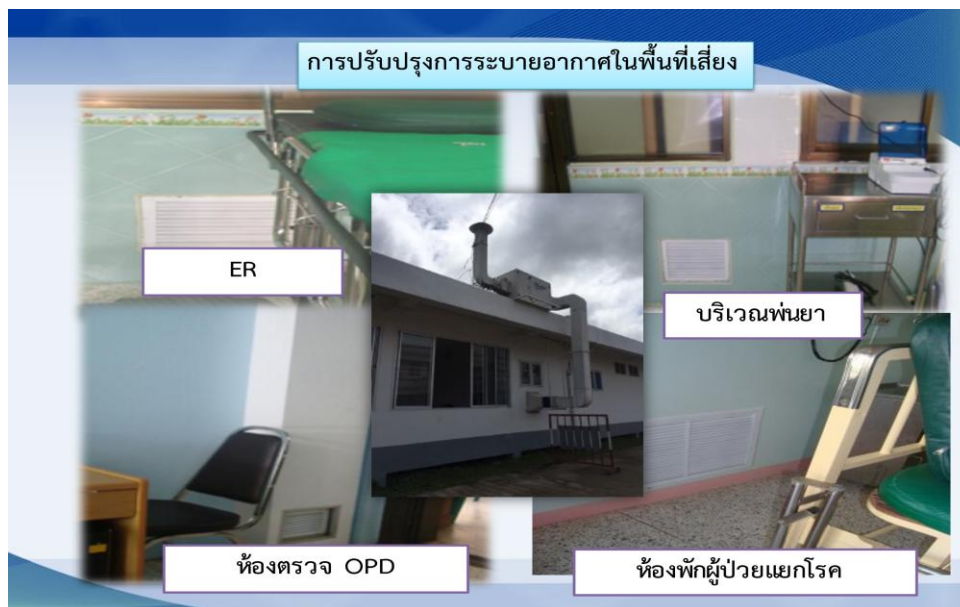 การปรับปรุงการระบายอากาศในพื้นที่เสี่ยง
ER
บริเวณพ่นยา
ห้องตรวจ OPD
ห้องพักผู้ป่วยแยกโรค